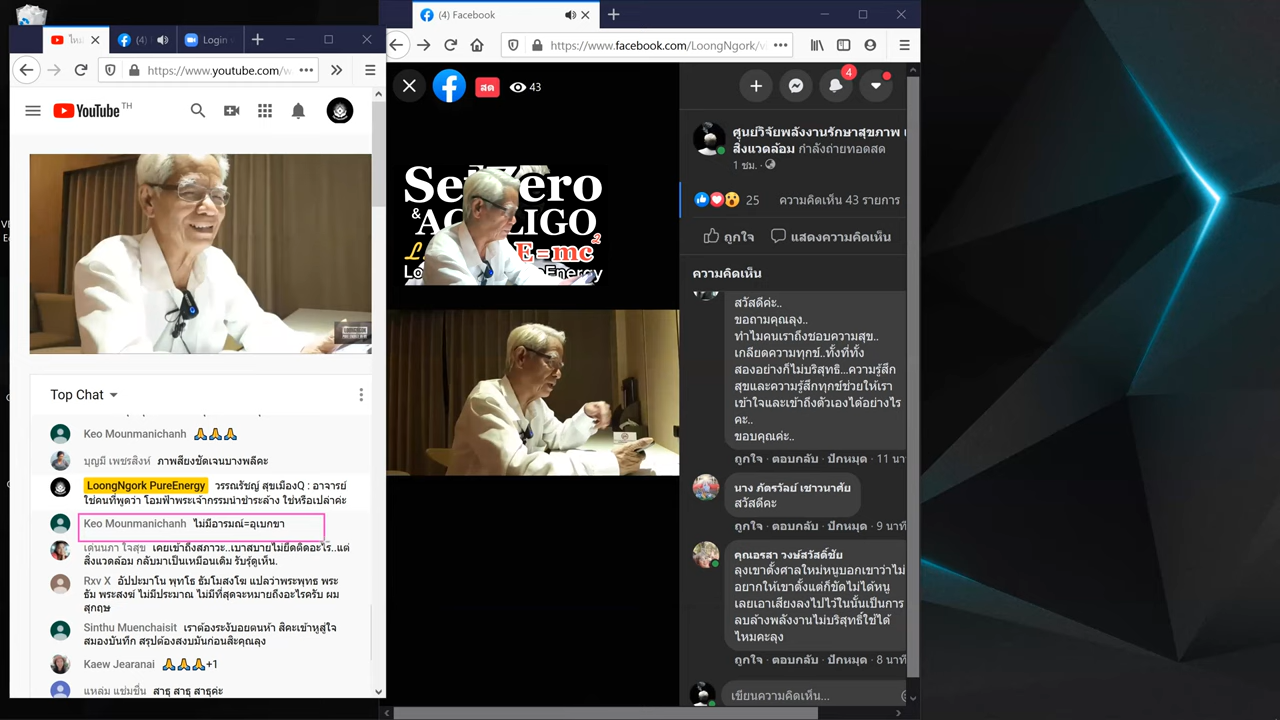 (4) Facebook
ใหม
(4)
Login
https://www.youtube.com/w
https://www.facebook.com/LoongNgork/v
YouTube TH
สด
43
4
ศูนย์วิจัยพลังงานรักษาสุขภาพ
สิ่งแวดล้อม กำลังถ่ายทอดสด
1 ชม.
25
ความคิดเห็น 43 รายการ
ถูกใจ
แสดงความคิดเห็น
ความคิดเห็น
สวัสดีค่ะ..
ขอถามคุณลุง..
ทำไมคนเราถึงชอบความสุข..
เกลียดความทุกข์..ทั้งที่ทั้ง
สองอย่างก็ไม่บริสุทธิ...ความรู้สึก
สุขและความรู้สึกทุกข์ช่วยให้เรา
เข้าใจและเข้าถึงตัวเองได้อย่างไร
คะ..
ขอบคุณค่ะ..
ถูกใจ · ตอบกลับ · ปักหมุด · 11 นา
นาง ภัตรวัลย์ เชาวนาศัย
สวัสดีคะ
ถูกใจ · ตอบกลับ · ปักหมุด · 9 นาที
คุณอรสา วงษ์สวัสดิ์ชัย
ลุงเขาตั้งศาลใหม่หนูบอกเขาว่าไม่
อยากให้เขาตั้งแต่ก็ขัดไม่ได้หนู
เลยเอาเสียงลงไปไว้ในนั้นเป็นการ
ลบล้างพลังงานไม่บริสุทธิ์ใช้ได้
ไหมคะลุง
ถูกใจ · ตอบกลับ · ปักหมุด · 8 นาที
เขียนความคิดเห็น...
Top Chat
Keo Mounmanichanh 🙏🙏🙏
บุญมี เพชรสิงห์ ภาพสียงชัดเจนบางพลีคะ
LoongNgork PureEnergy วรรณรัชญ์ สุขเมืองQ : อาจารย์
ใช่คนที่พูดว่า โอมฟ้าพระเจ้ากรรมนำชำระล้าง ใช่หรือเปล่าค่ะ
Keo Mounmanichanh ไม่มีอารมณ์=อุเบกขา
เด่นนภา ใจสุข เคยเข้าถึงสภาวะ..เบาสบายไม่ยึดติดอะไร..แต่
สิ่งแวดล้อม กลับมาเป็นเหมือนเดิม รับรู้ดูเห็น.
Rxv X อัปปะมาโน พุทโธ ธัมโมสงโฆ แปลว่าพระพุทธ พระ
ธัม พระสงฆ์ ไม่มีประมาณ ไม่มีที่สุดจะหมายถึงอะไรครับ ผม
สุกฤษ
Sinthu Muenchaisit เราต้องระงับอยตนห้า สิคะเข้าหูสู่ใจ
สมองบันทึก สรุปต้องสงบมันก่อนสิคะคุณลุง
Kaew Jearanai 🙏🙏🙏+1
แหล่ม แช่มชื่น สาธุ สาธุ สาธุค่ะ